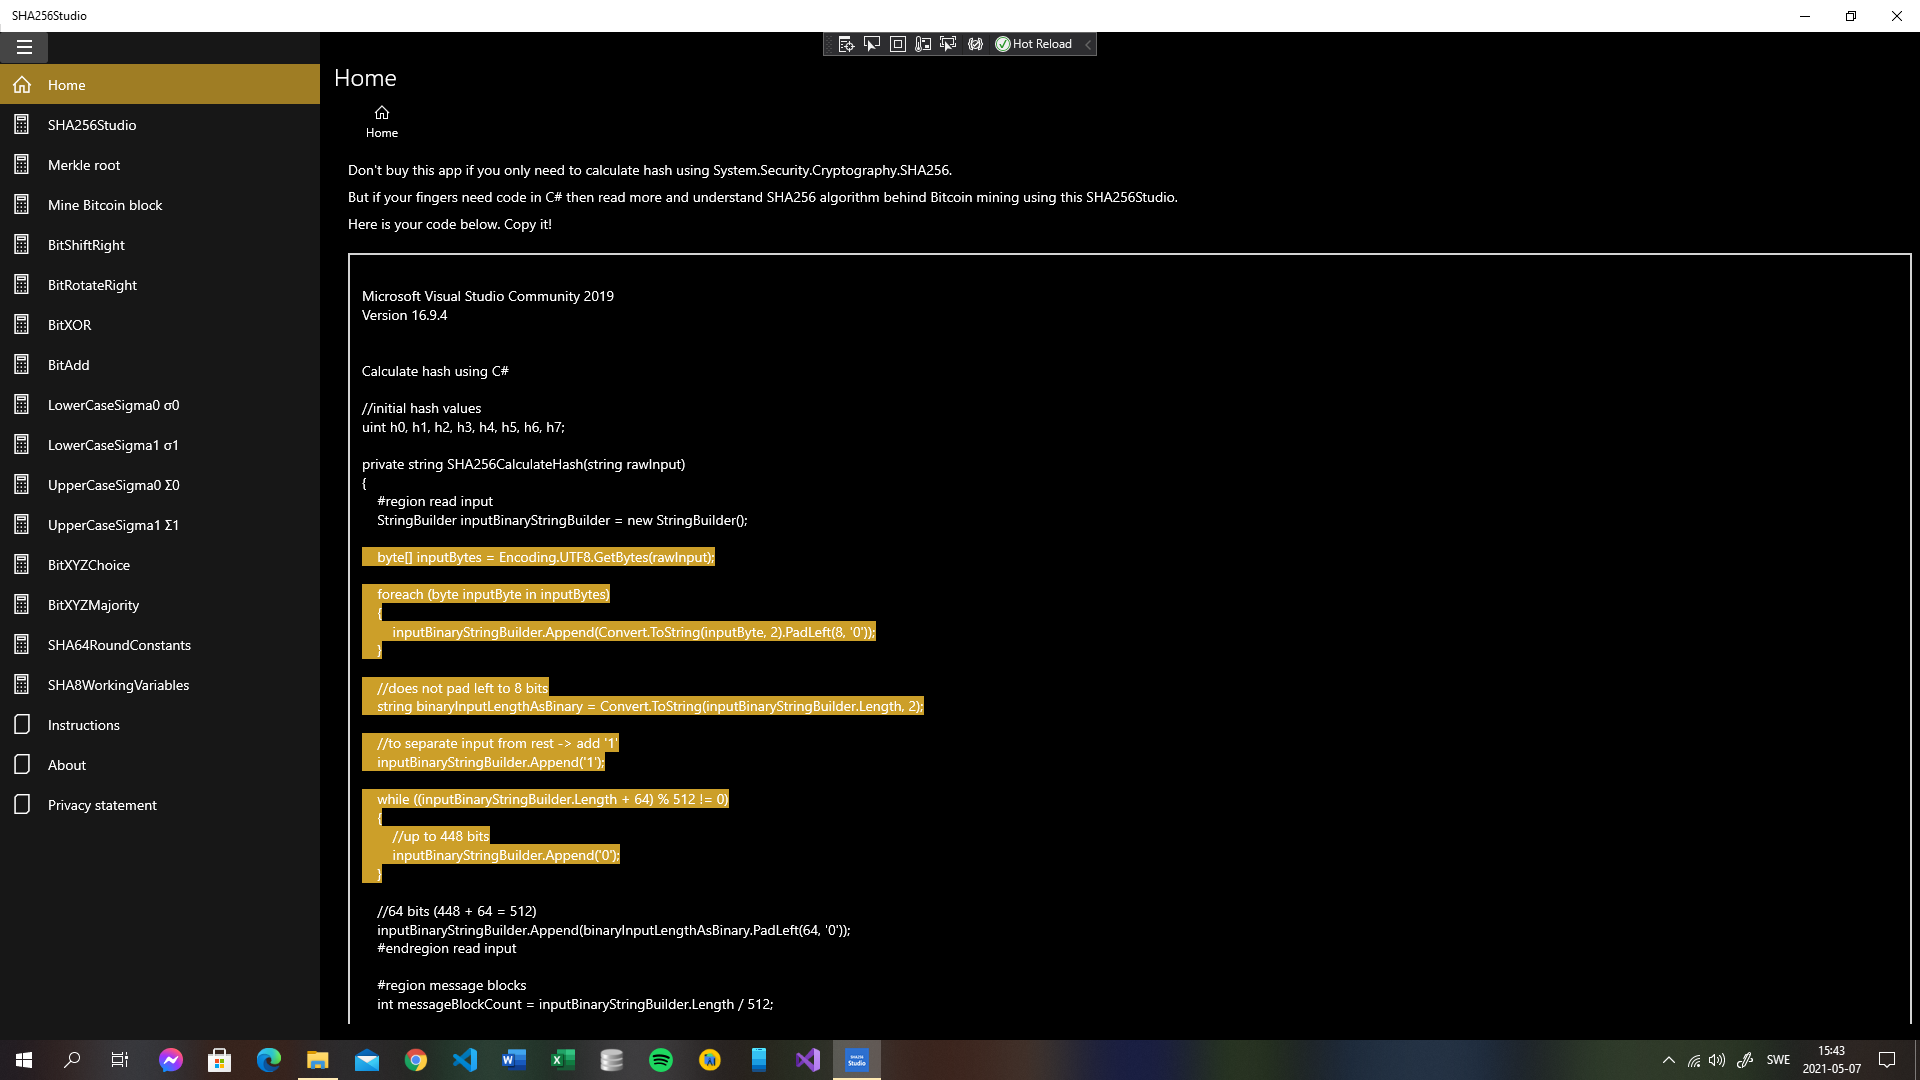 SHA256Studio
Hot Reload
Home
SHA256Studio
Merkle root
Mine Bitcoin block
BitShiftRight
BitRotateRight
BitXOR
BitAdd
LowerCaseSigma0 σ0
LowerCaseSigma1 σ1
UpperCaseSigma0 Σ0
UpperCaseSigma1 Σ1
BitXYZChoice
BitXYZMajority
SHA64RoundConstants
SHA8WorkingVariables
Instructions
About
Privacy statement
Home
Home
Don't buy this app if you only need to calculate hash using System.Security.Cryptography.SHA256.
But if your fingers need code in C# then read more and understand SHA256 algorithm behind Bitcoin mining using this SHA256Studio.
Here is your code below. Copy it!
Microsoft Visual Studio Community 2019
Version 16.9.4
Calculate hash using C#
//initial hash values
uint h0, h1, h2, h3, h4, h5, h6, h7;
private string SHA256CalculateHash(string rawInput)
{
#region read input
StringBuilder inputBinaryStringBuilder = new StringBuilder();
byte[] inputBytes = Encoding.UTF8.GetBytes(rawInput);
foreach (byte inputByte in inputBytes)
{
inputBinaryStringBuilder.Append(Convert.ToString(inputByte, 2).PadLeft(8, '0'));
}
//does not pad left to 8 bits
string binaryInputLengthAsBinary = Convert.ToString(inputBinaryStringBuilder.Length, 2);
//to separate input from rest -> add '1'
inputBinaryStringBuilder.Append('1');
while ((inputBinaryStringBuilder.Length + 64) % 512 != 0)
{
//up to 448 bits
inputBinaryStringBuilder.Append('0');
}
//64 bits (448 + 64 = 512)
inputBinaryStringBuilder.Append(binaryInputLengthAsBinary.PadLeft(64, '0'));
#endregion read input
#region message blocks
int messageBlockCount = inputBinaryStringBuilder.Length / 512;
SHA256
Studio
SWE
15:43
2021-05-07